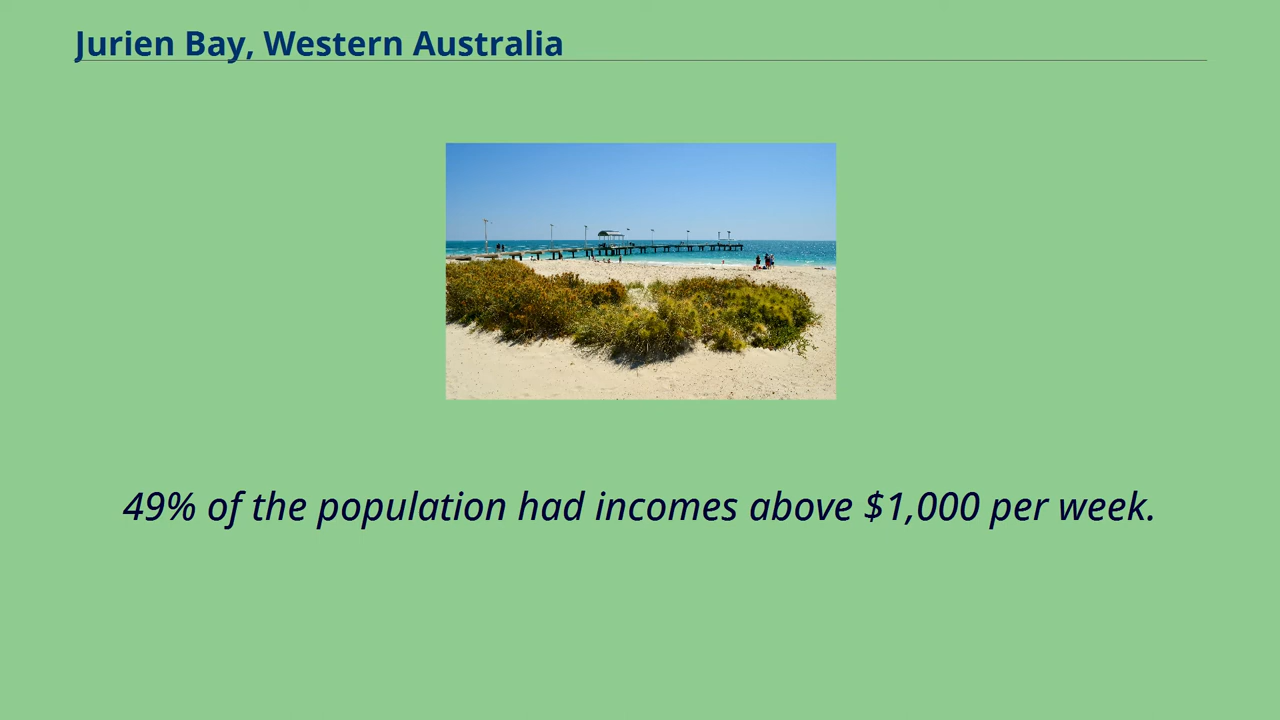 Jurien Bay, Western Australia
49% of the population had incomes above $1,000 per week.